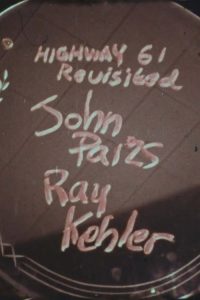 HIGHWAY 61
Revisited
John
Paizs
Ray
Kehler